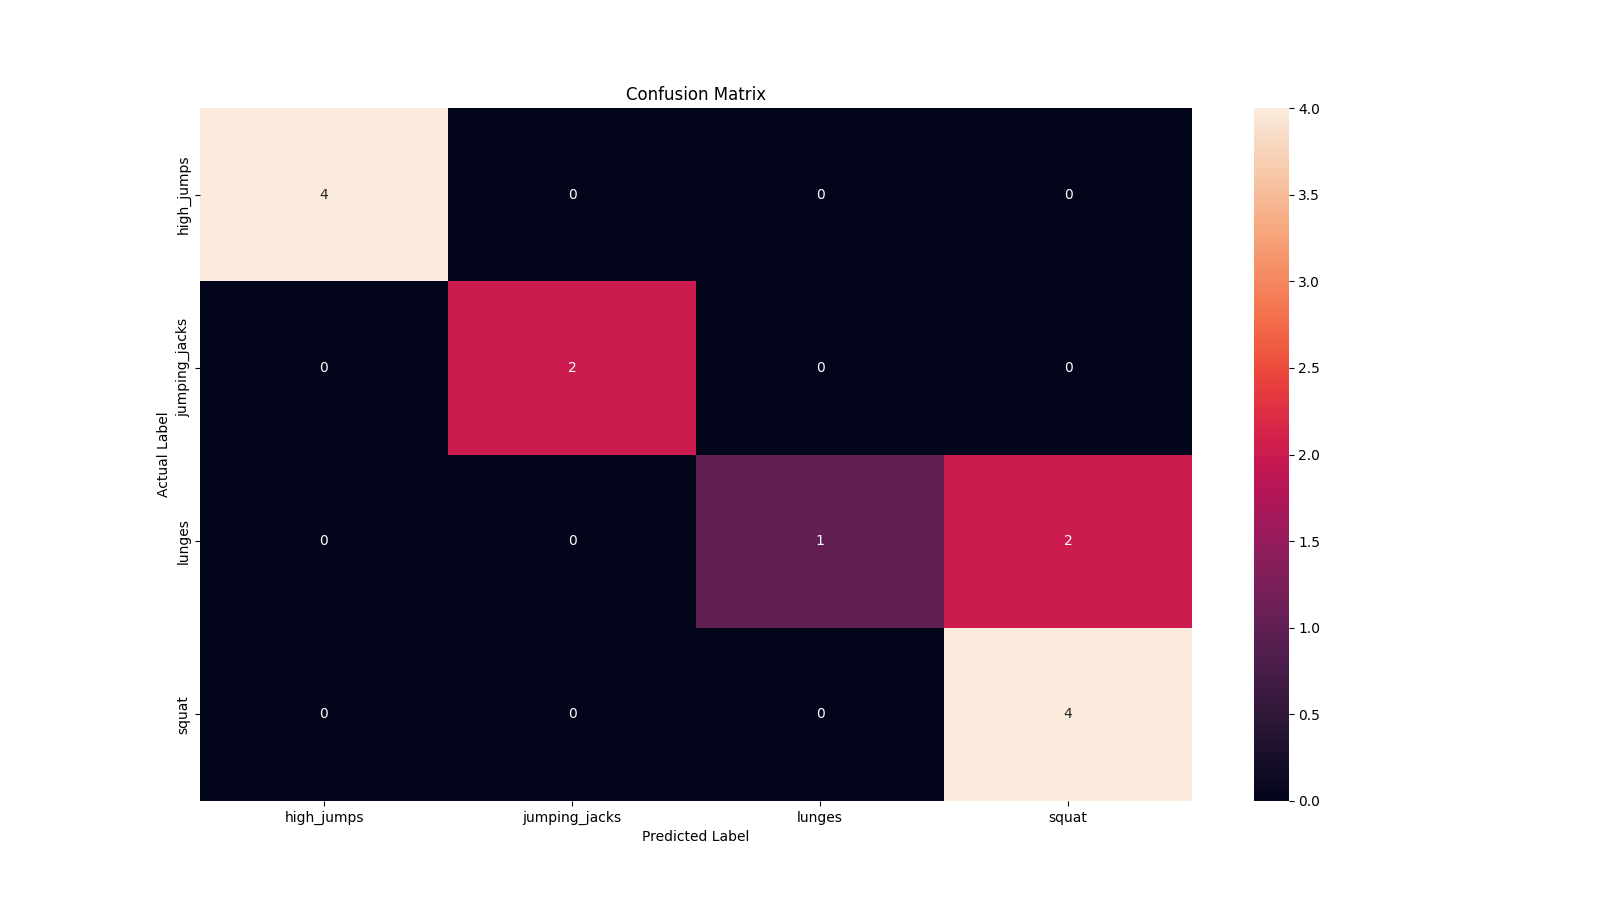 Confusion Matrix
Actual Label
high_jumps
4 0 0 0
jumping_jacks
0 2 0 0
lunges
0 0 1 2
squat
0 0 0 4
high_jumps jumping_jacks lunges squat
Predicted Label
4.0
3.5
3.0
2.5
2.0
1.5
1.0
0.5
0.0